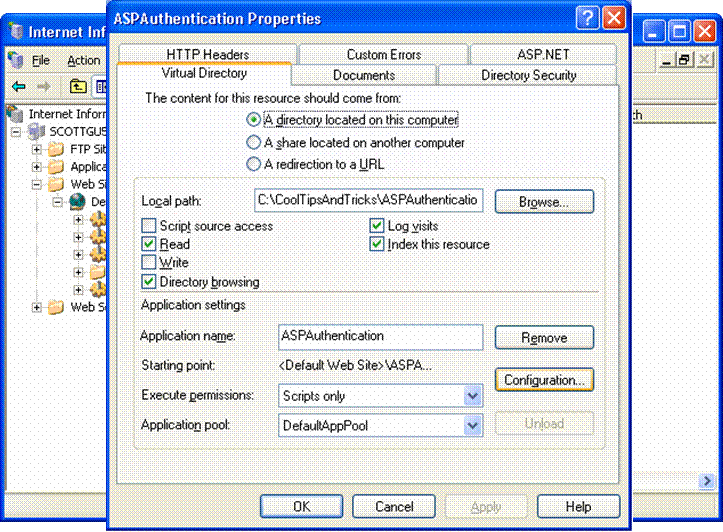 Internet Inf
File Action
Internet Inform
SCOTTGUS
FTP Sit
Applica
Web Si
De
Web S
th
ASPAuthentication Properties
HTTP Headers Custom Errors ASP.NET
Virtual Directory Documents Directory Security
The content for this resource should come from:
A directory located on this computer
A share located on another computer
A redirection to a URL
Local path: C:\CoolTipsAndTricks\ASPAuthenticatio Browse...
Script source access Log visits
Read Index this resource
Write
Directory browsing
Application settings
Application name: ASPAuthentication Remove
Starting point: <Default Web Site>\ASPA...
Configuration...
Execute permissions: Scripts only
Application pool: DefaultAppPool Unload
OK Cancel Apply Help